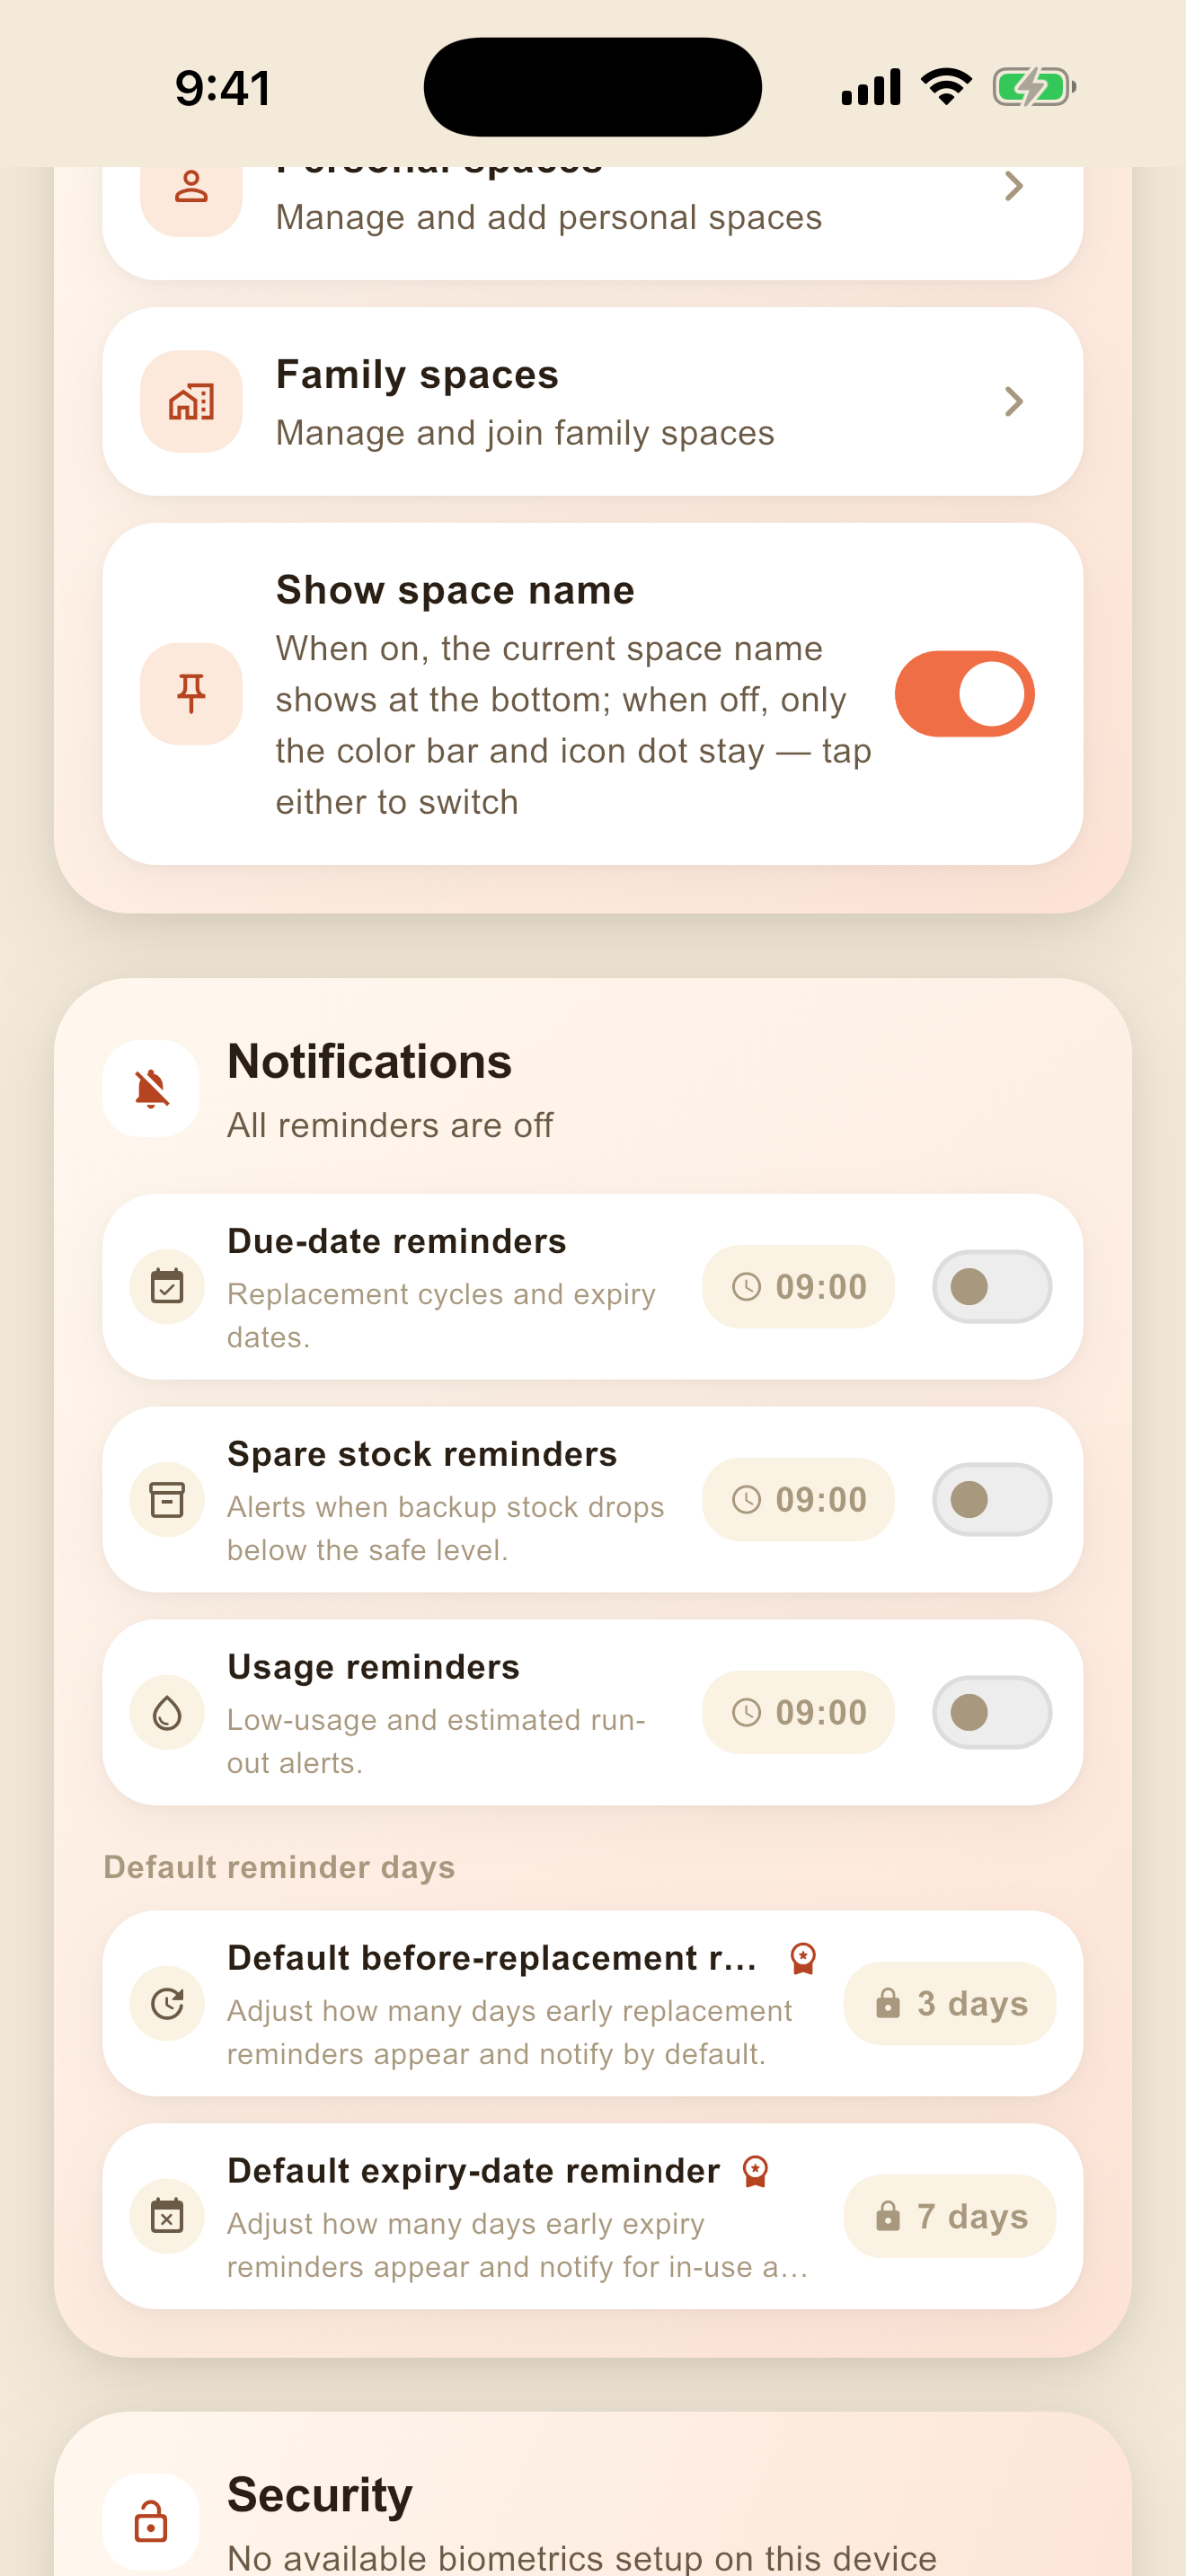 9:41
Personal spaces
Manage and add personal spaces
Family spaces
Manage and join family spaces
Show space name
When on, the current space name
shows at the bottom; when off, only
the color bar and icon dot stay — tap
either to switch
Notifications
All reminders are off
Due-date reminders
Replacement cycles and expiry
dates.
09:00
Spare stock reminders
Alerts when backup stock drops
below the safe level.
09:00
Usage reminders
Low-usage and estimated run-
out alerts.
09:00
Default reminder days
Default before-replacement r...
Adjust how many days early replacement
reminders appear and notify by default.
3 days
Default expiry-date reminder
Adjust how many days early expiry
reminders appear and notify for in-use a...
7 days
Security
No available biometrics setup on this device